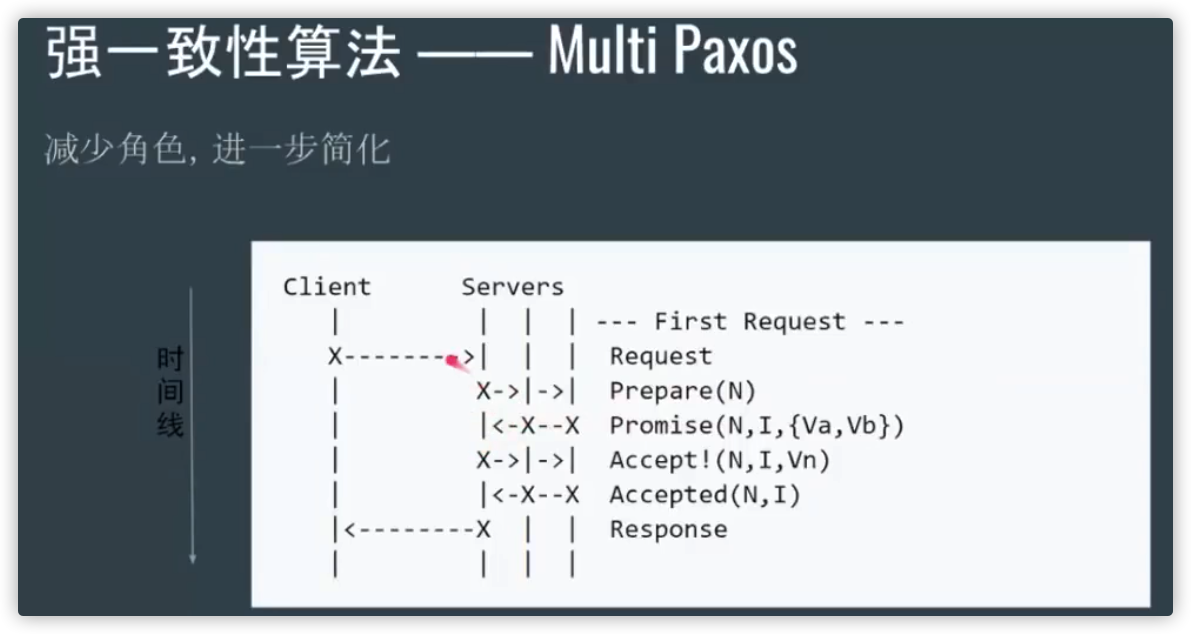 强一致性算法 —— Multi Paxos
减少角色, 进一步简化
时间线
Client Servers
| | | | --- First Request ---
X-------->| | | Request
| X->|->| Prepare(N)
| |<-X--X Promise(N,I,{Va,Vb})
| X->|->| Accept!(N,I,Vn)
| |<-X--X Accepted(N,I)
|<--------X | | Response
| | | |